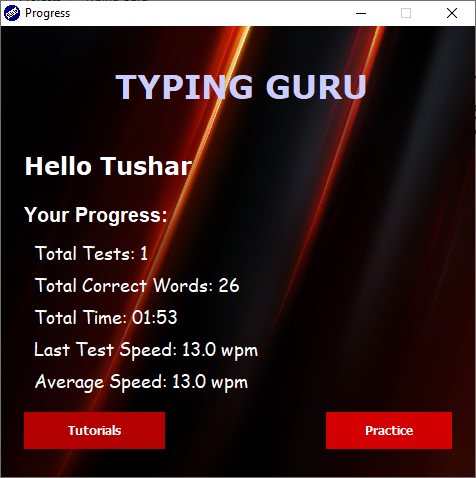 Progress
TYPING GURU
Hello Tushar
Your Progress:
Total Tests: 1
Total Correct Words: 26
Total Time: 01:53
Last Test Speed: 13.0 wpm
Average Speed: 13.0 wpm
Tutorials Practice